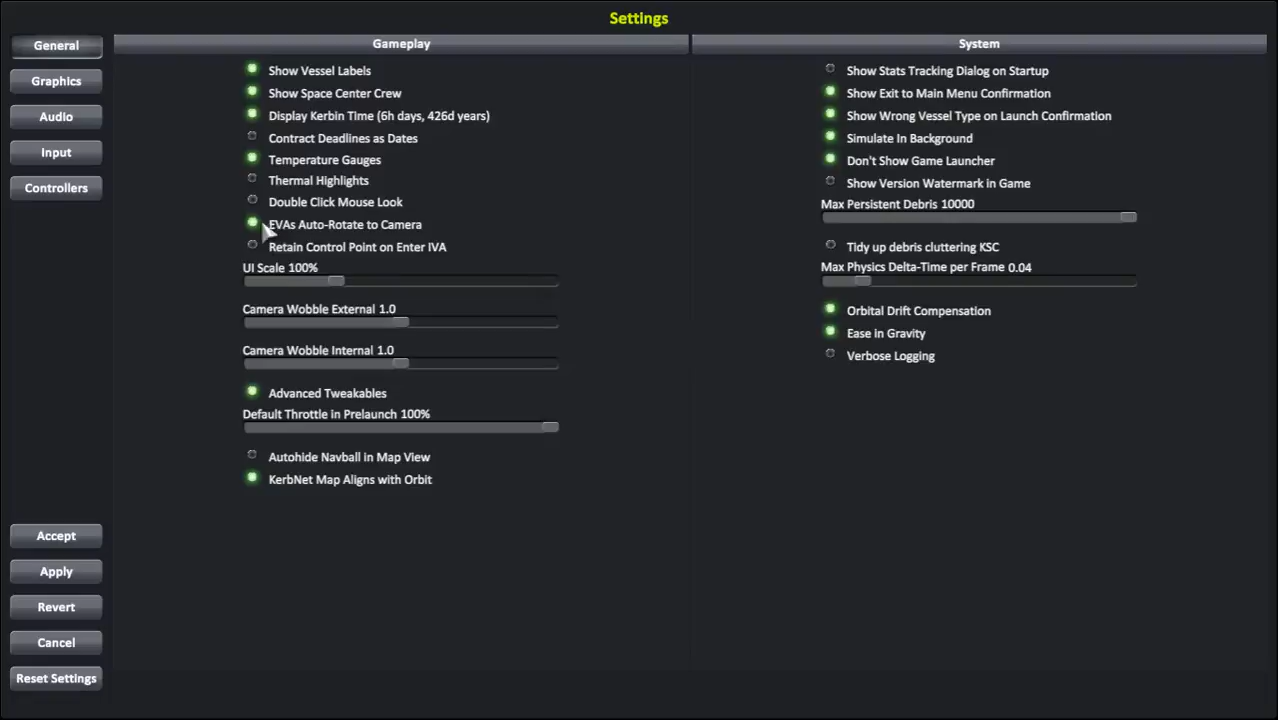 Settings
General
Graphics
Audio
Input
Controllers
Accept
Apply
Revert
Cancel
Reset Settings
Gameplay
Show Vessel Labels
Show Space Center Crew
Display Kerbin Time (6h days, 426d years)
Contract Deadlines as Dates
Temperature Gauges
Thermal Highlights
Double Click Mouse Look
EVAs Auto-Rotate to Camera
Retain Control Point on Enter IVA
UI Scale 100%
Camera Wobble External 1.0
Camera Wobble Internal 1.0
Advanced Tweakables
Default Throttle in Prelaunch 100%
Autohide Navball in Map View
KerbNet Map Aligns with Orbit
System
Show Stats Tracking Dialog on Startup
Show Exit to Main Menu Confirmation
Show Wrong Vessel Type on Launch Confirmation
Simulate In Background
Don't Show Game Launcher
Show Version Watermark in Game
Max Persistent Debris 10000
Tidy up debris cluttering KSC
Max Physics Delta-Time per Frame 0.04
Orbital Drift Compensation
Ease in Gravity
Verbose Logging